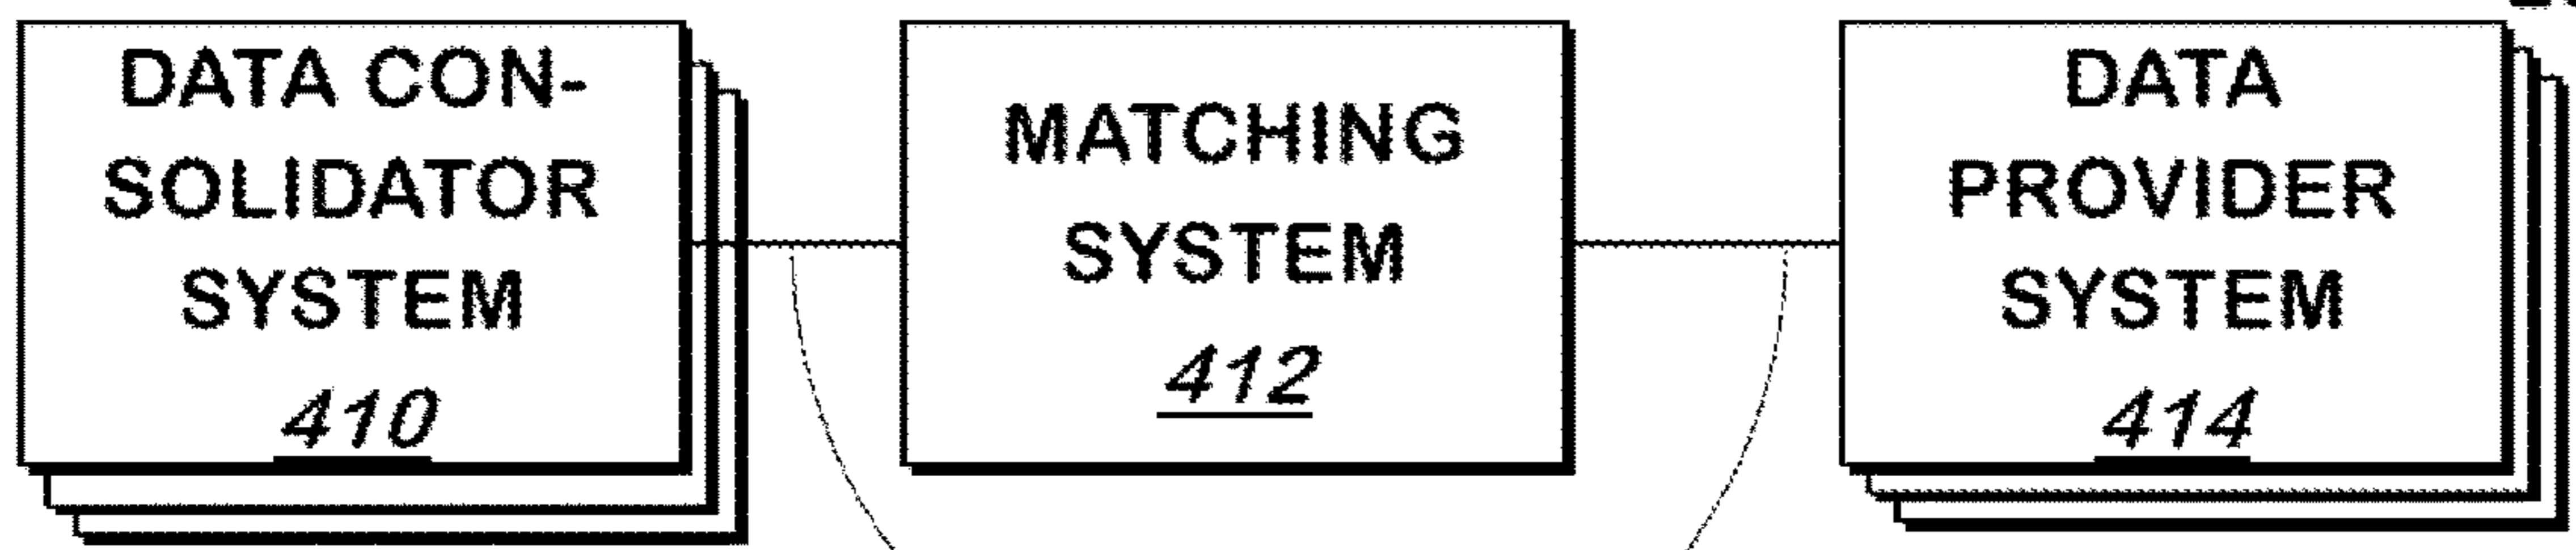 DATA CON-
SOLIDATOR
SYSTEM
410
MATCHING
SYSTEM
412
DATA
PROVIDER
SYSTEM
414